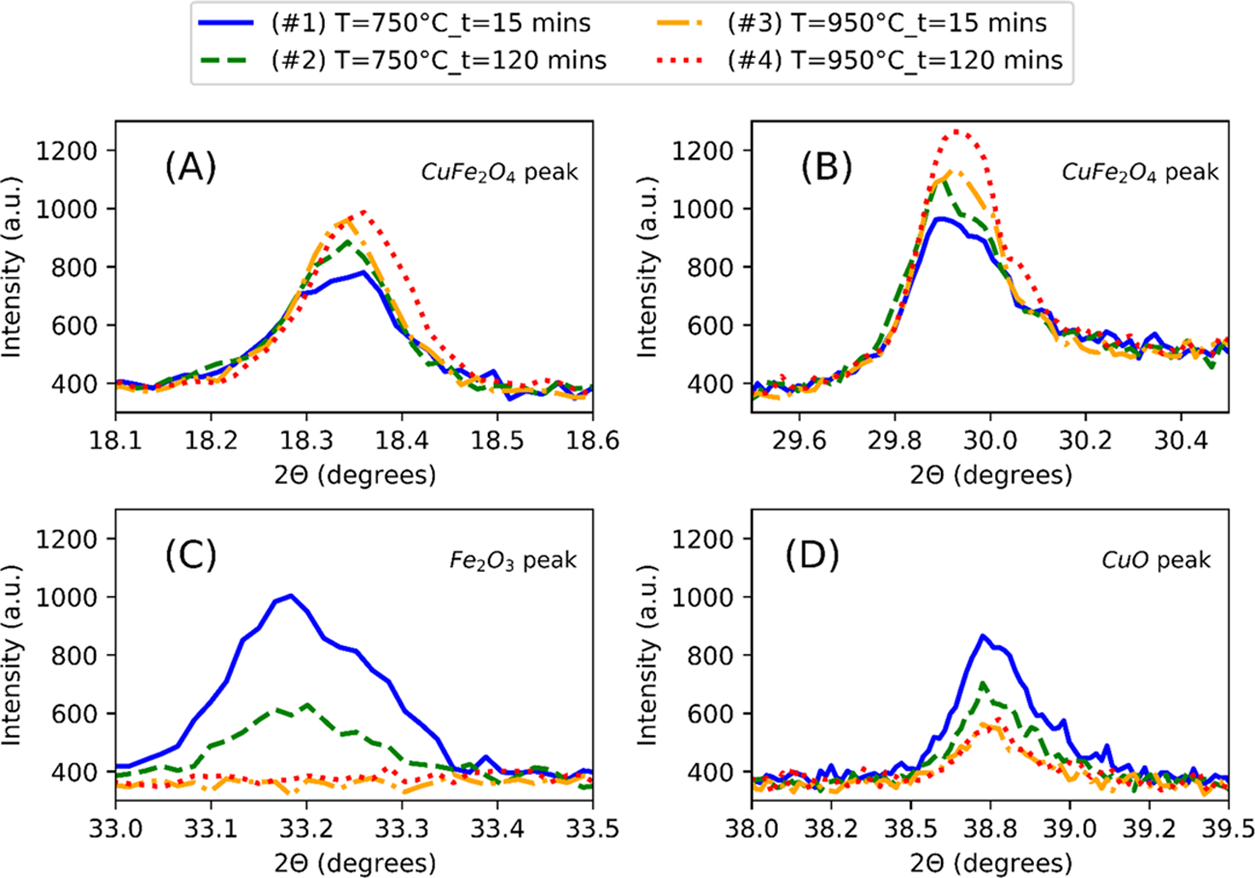 (#1) T=750°C_t=15 mins
(#2) T=750°C_t=120 mins
(#3) T=950°C_t=15 mins
(#4) T=950°C_t=120 mins
(A)
CuFe₂O₄ peak
Intensity (a.u.)
1200
1000
800
600
400
18.1 18.2 18.3 18.4 18.5 18.6
2Θ (degrees)
(B)
CuFe₂O₄ peak
Intensity (a.u.)
1200
1000
800
600
400
29.6 29.8 30.0 30.2 30.4
2Θ (degrees)
(C)
Fe₂O₃ peak
Intensity (a.u.)
1200
1000
800
600
400
33.0 33.1 33.2 33.3 33.4 33.5
2Θ (degrees)
(D)
CuO peak
Intensity (a.u.)
1200
1000
800
600
400
38.0 38.2 38.5 38.8 39.0 39.2 39.5
2Θ (degrees)